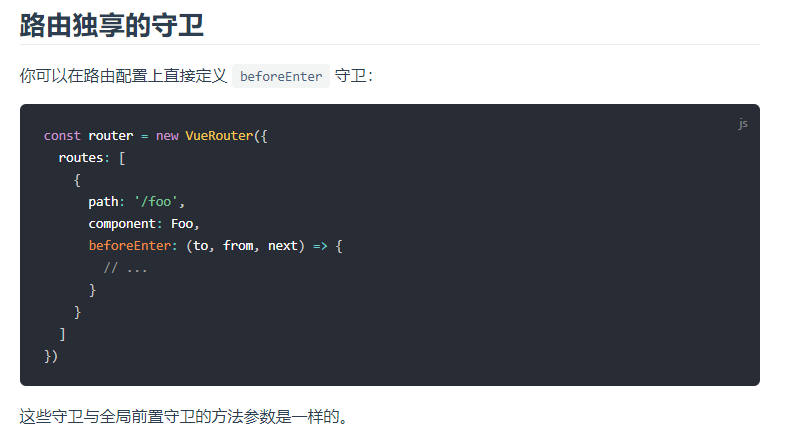 路由独享的守卫
你可以在路由配置上直接定义 beforeEnter 守卫：
js
const router = new VueRouter({
  routes: [
    {
      path: '/foo',
      component: Foo,
      beforeEnter: (to, from, next) => {
        // ...
      }
    }
  ]
})
这些守卫与全局前置守卫的方法参数是一样的。